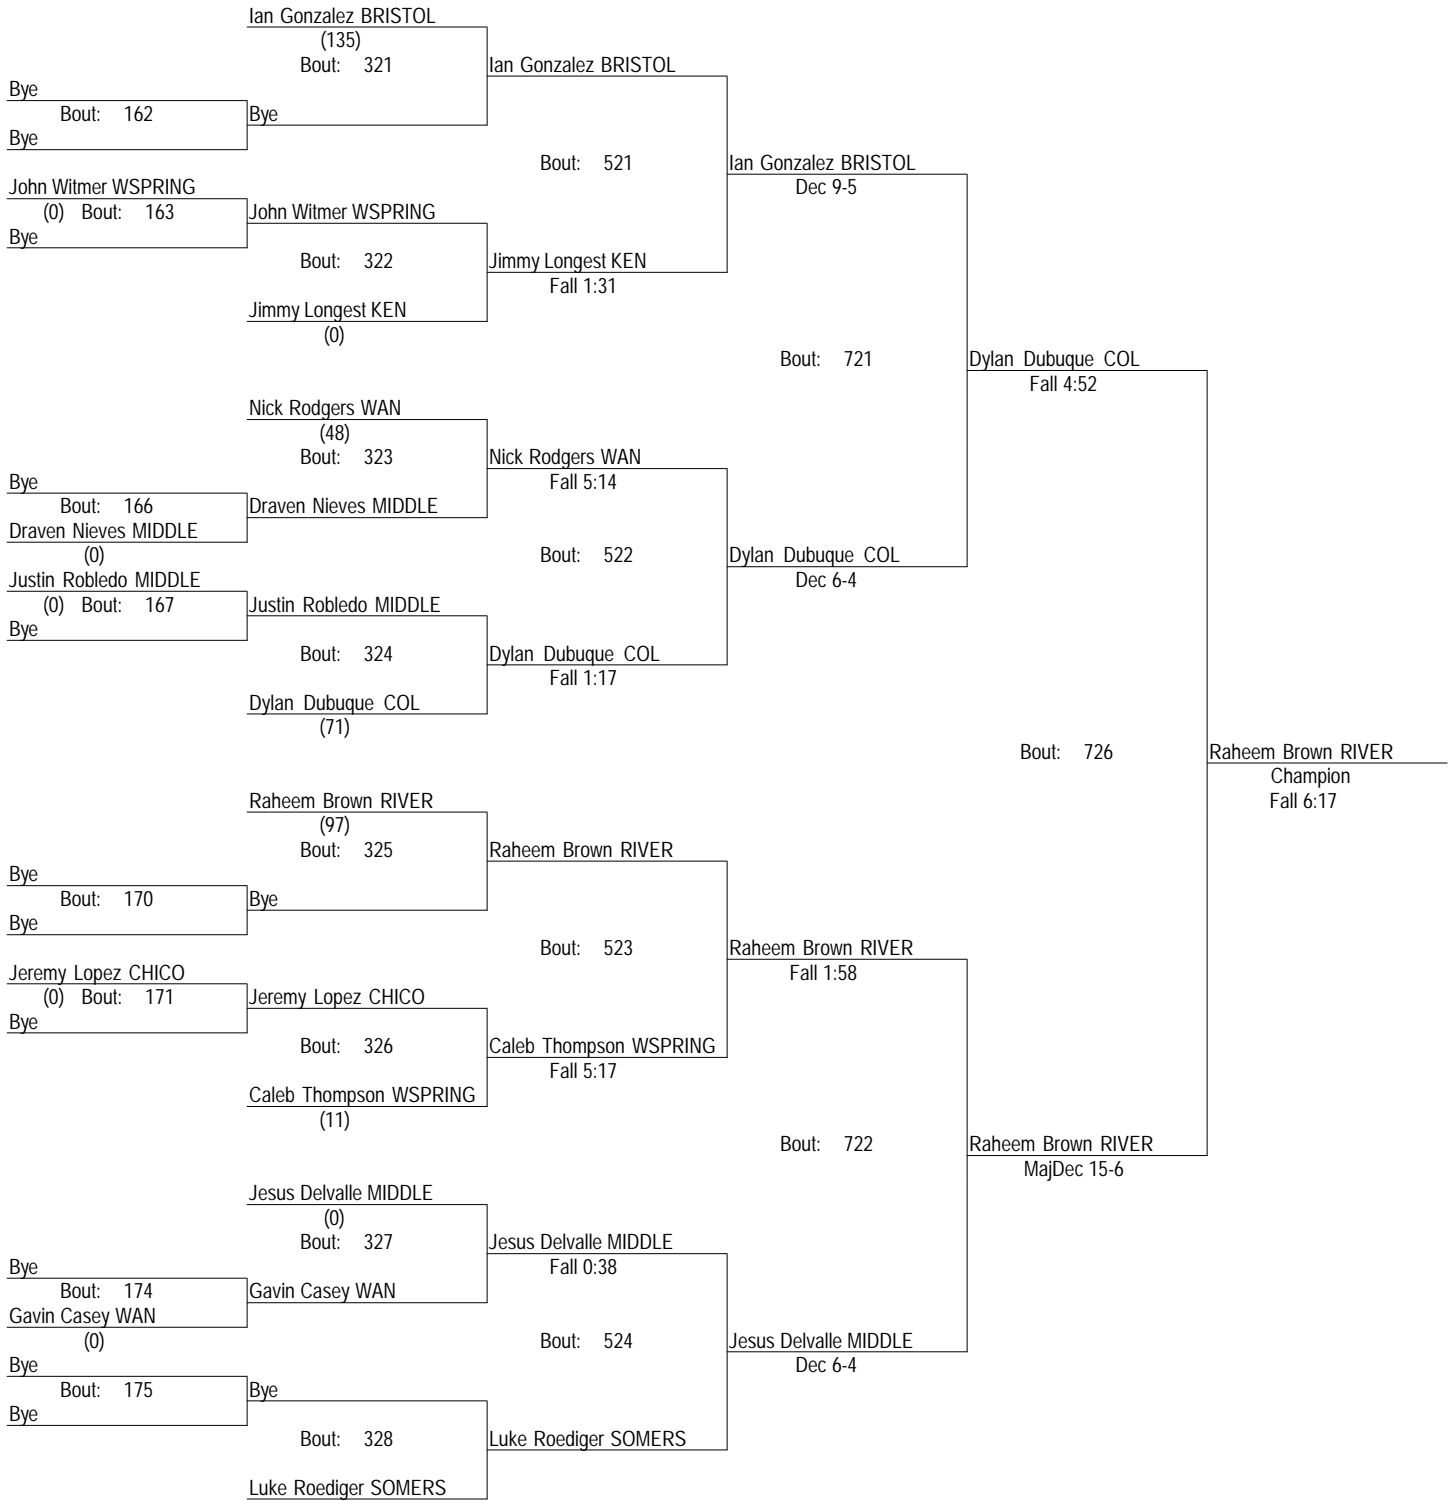 Ian Gonzalez BRISTOL
(135)
Bout: 321
Ian Gonzalez BRISTOL
Bye
Bout: 162
Bye
Bye
Bout: 521
Ian Gonzalez BRISTOL
Dec 9-5
John Witmer WSPRING
(0) Bout: 163
John Witmer WSPRING
Bye
Bout: 322
Jimmy Longest KEN
Fall 1:31
Jimmy Longest KEN
(0)
Bout: 721
Dylan Dubuque COL
Fall 4:52
Nick Rodgers WAN
(48)
Bout: 323
Nick Rodgers WAN
Fall 5:14
Bye
Bout: 166
Draven Nieves MIDDLE
Draven Nieves MIDDLE
(0)
Bout: 522
Dylan Dubuque COL
Dec 6-4
Justin Robledo MIDDLE
(0) Bout: 167
Justin Robledo MIDDLE
Bye
Bout: 324
Dylan Dubuque COL
Fall 1:17
Dylan Dubuque COL
(71)
Bout: 726
Raheem Brown RIVER
Champion
Fall 6:17
Raheem Brown RIVER
(97)
Bout: 325
Raheem Brown RIVER
Bye
Bout: 170
Bye
Bye
Bout: 523
Raheem Brown RIVER
Fall 1:58
Jeremy Lopez CHICO
(0) Bout: 171
Jeremy Lopez CHICO
Bye
Bout: 326
Caleb Thompson WSPRING
Fall 5:17
Caleb Thompson WSPRING
(11)
Bout: 722
Raheem Brown RIVER
MajDec 15-6
Jesus Delvalle MIDDLE
(0)
Bout: 327
Jesus Delvalle MIDDLE
Fall 0:38
Bye
Bout: 174
Gavin Casey WAN
Gavin Casey WAN
(0)
Bout: 524
Jesus Delvalle MIDDLE
Dec 6-4
Bye
Bout: 175
Bye
Bye
Bout: 328
Luke Roediger SOMERS
Luke Roediger SOMERS